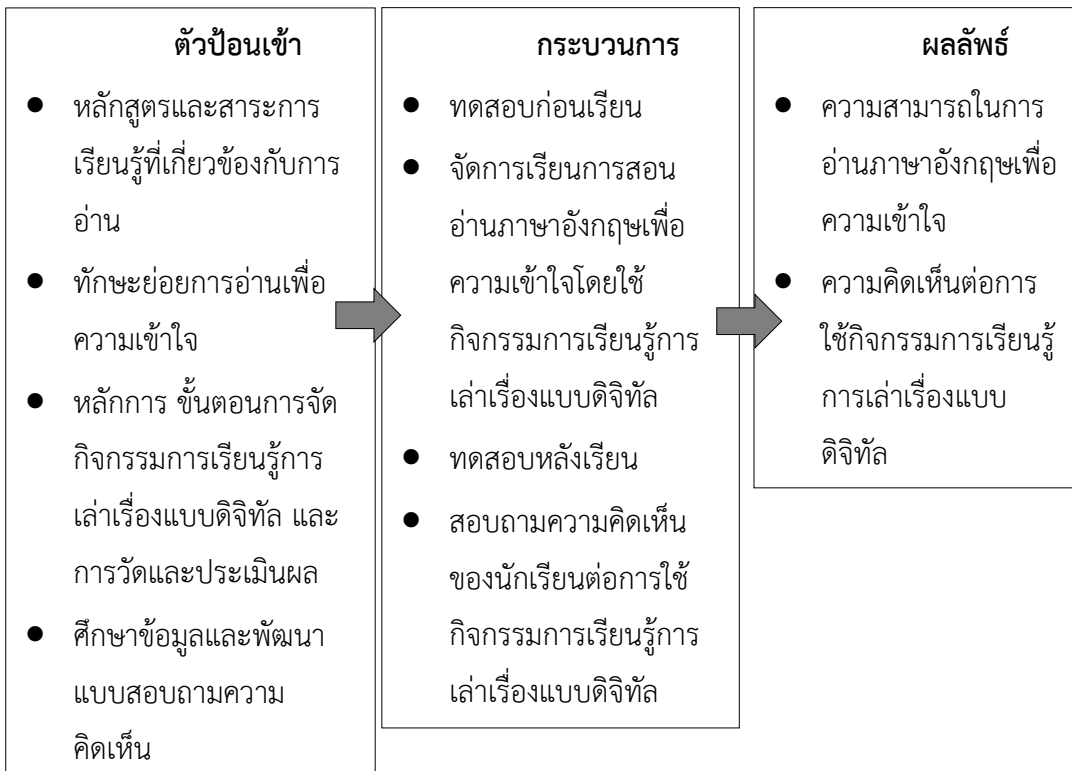 ตัวป้อนเข้า
● หลักสูตรและสาระการ
เรียนรู้ที่เกี่ยวข้องกับการ
อ่าน
● ทักษะย่อยการอ่านเพื่อ
ความเข้าใจ
● หลักการ ขั้นตอนการจัด
กิจกรรมการเรียนรู้การ
เล่าเรื่องแบบดิจิทัล และ
การวัดและประเมินผล
● ศึกษาข้อมูลและพัฒนา
แบบสอบถามความ
คิดเห็น
กระบวนการ
● ทดสอบก่อนเรียน
● จัดการเรียนการสอน
อ่านภาษาอังกฤษเพื่อ
ความเข้าใจโดยใช้
กิจกรรมการเรียนรู้การ
เล่าเรื่องแบบดิจิทัล
● ทดสอบหลังเรียน
● สอบถามความคิดเห็น
ของนักเรียนต่อการใช้
กิจกรรมการเรียนรู้การ
เล่าเรื่องแบบดิจิทัล
ผลลัพธ์
● ความสามารถในการ
อ่านภาษาอังกฤษเพื่อ
ความเข้าใจ
● ความคิดเห็นต่อการ
ใช้กิจกรรมการเรียนรู้
การเล่าเรื่องแบบ
ดิจิทัล